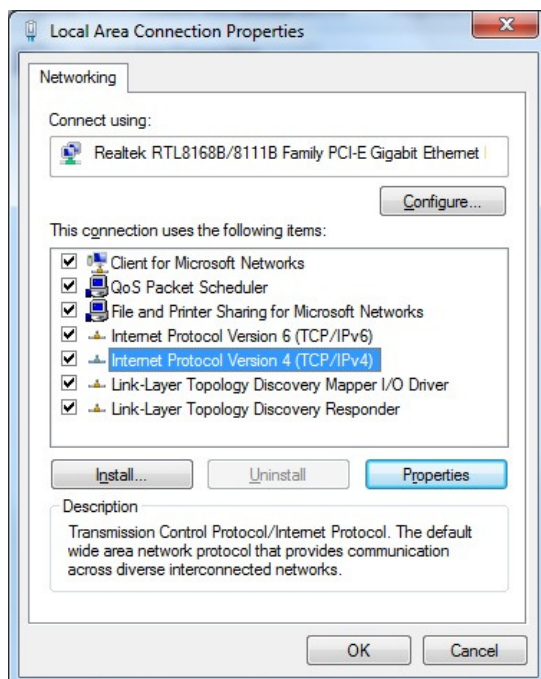 Local Area Connection Properties
Networking
Connect using:
Realtek RTL8168B/8111B Family PCI-E Gigabit Ethernet
Configure...
This connection uses the following items:
Client for Microsoft Networks
QoS Packet Scheduler
File and Printer Sharing for Microsoft Networks
Internet Protocol Version 6 (TCP/IPv6)
Internet Protocol Version 4 (TCP/IPv4)
Link-Layer Topology Discovery Mapper I/O Driver
Link-Layer Topology Discovery Responder
Install...
Uninstall
Properties
Description
Transmission Control Protocol/Internet Protocol. The default
wide area network protocol that provides communication
across diverse interconnected networks.
OK
Cancel